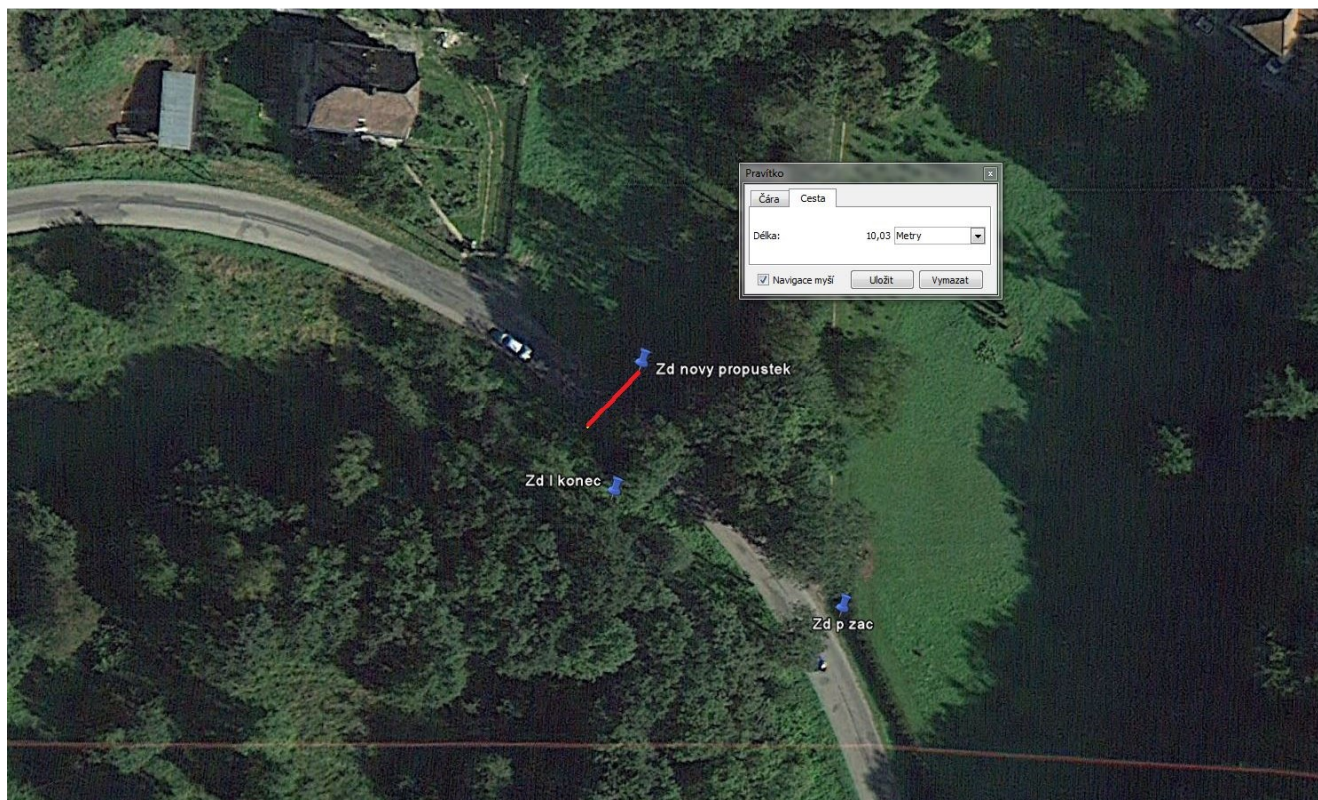 Pravítko
x
Čára
Cesta
Délka:
10,03 Metry
Navigace myší
Uložit
Vymazat
Zd novy propustek
Zd l konec
Zd p zac